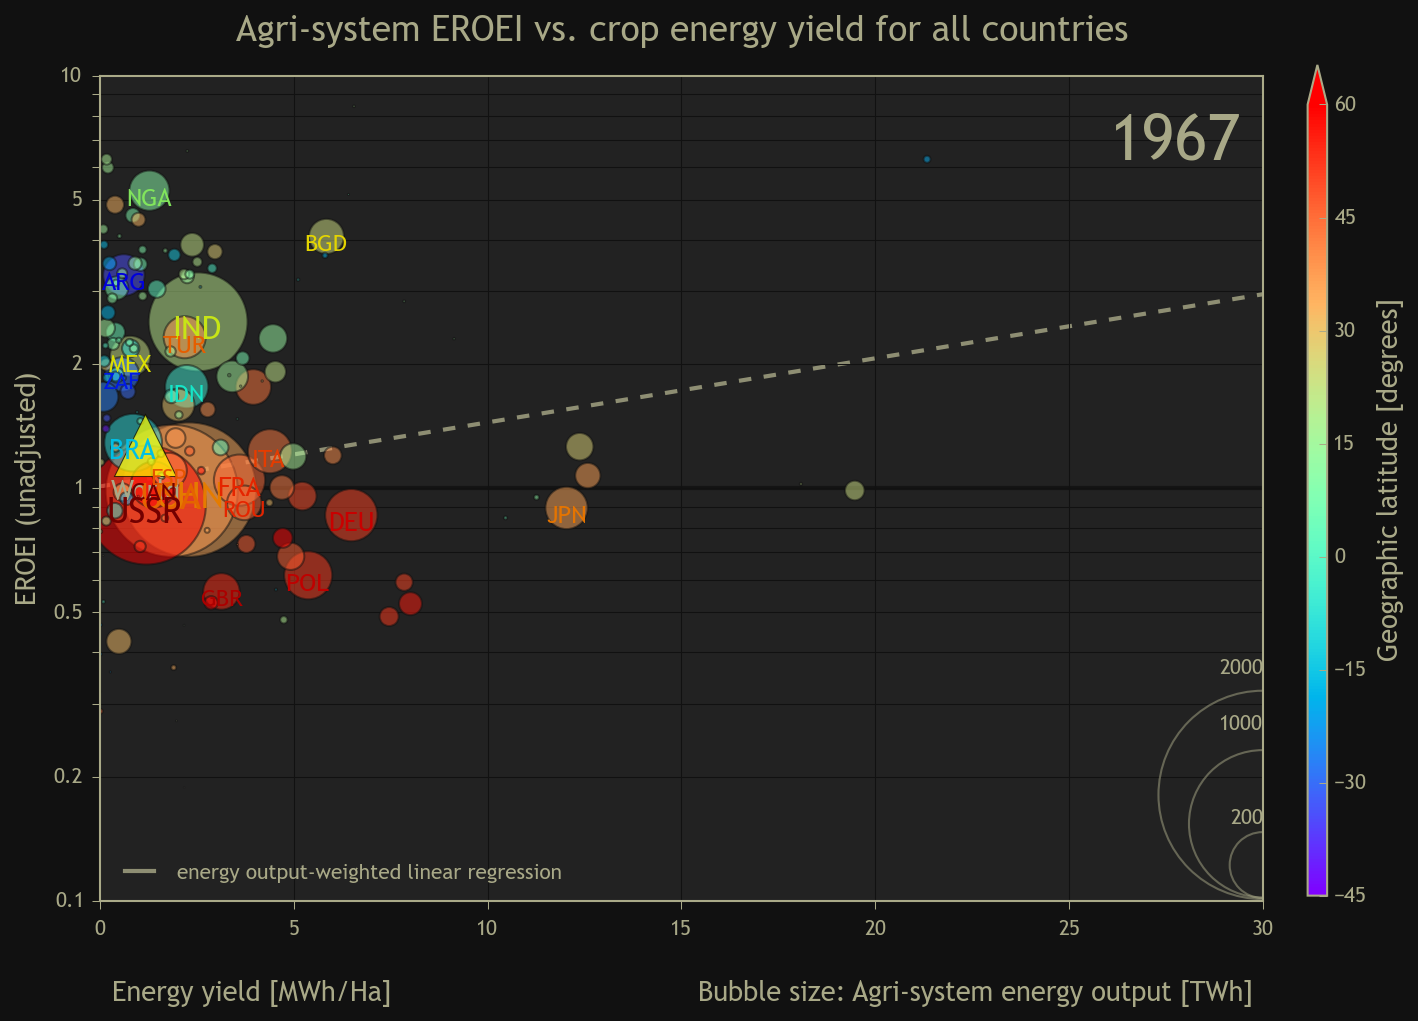 Agri-system EROEI vs. crop energy yield for all countries
10
1967
5
2
1
0.5
0.2
0.1
EROEI (unadjusted)
NGA
BGD
ARG
IND
TUR
MEX
ZAF
IDN
BRA
ITA
ESP
FRA
CAN
ROU
USSR
DEU
JPN
POL
GBR
2000
1000
200
energy output-weighted linear regression
0
5
10
15
20
25
30
Energy yield [MWh/Ha]
Bubble size: Agri-system energy output [TWh]
60
45
30
15
0
−15
−30
−45
Geographic latitude [degrees]